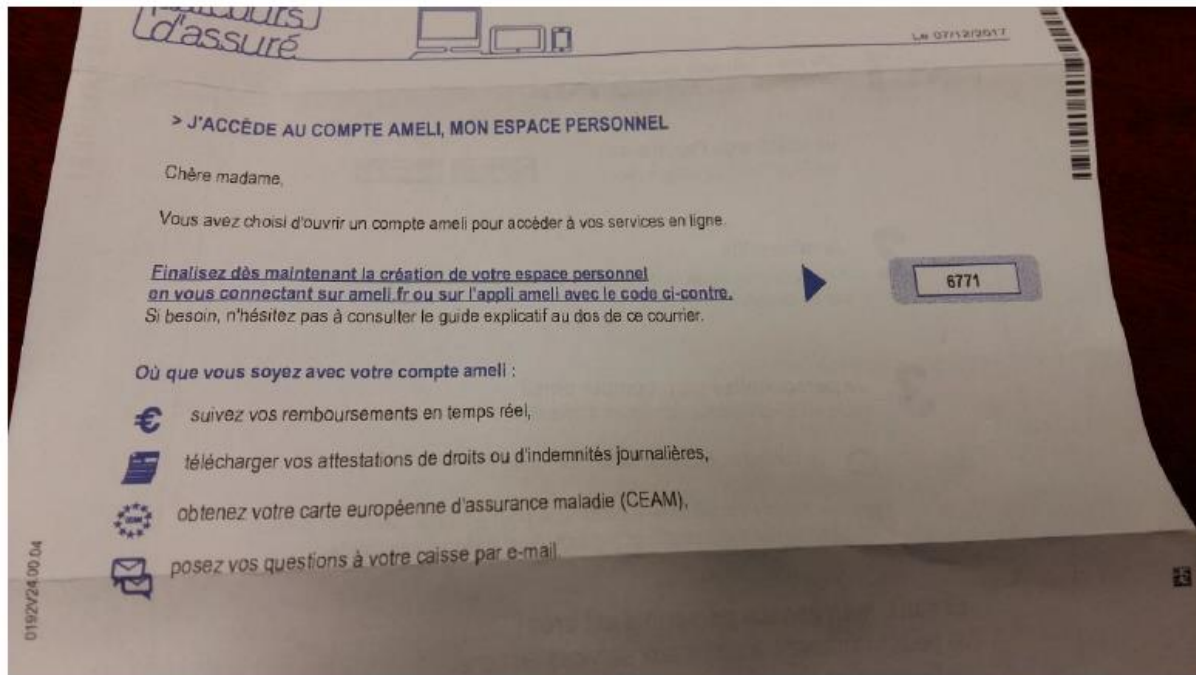 parcours
d'assuré
Le 07/12/2017
> J'ACCÈDE AU COMPTE AMELI, MON ESPACE PERSONNEL
Chère madame,
Vous avez choisi d'ouvrir un compte ameli pour accéder à vos services en ligne.
Finalisez dès maintenant la création de votre espace personnel
en vous connectant sur ameli.fr ou sur l'appli ameli avec le code ci-contre.
6771
Si besoin, n'hésitez pas à consulter le guide explicatif au dos de ce courrier.
Où que vous soyez avec votre compte ameli :
€ suivez vos remboursements en temps réel,
télécharger vos attestations de droits ou d'indemnités journalières,
obtenez votre carte européenne d'assurance maladie (CEAM),
posez vos questions à votre caisse par e-mail.
0192V24.00.04